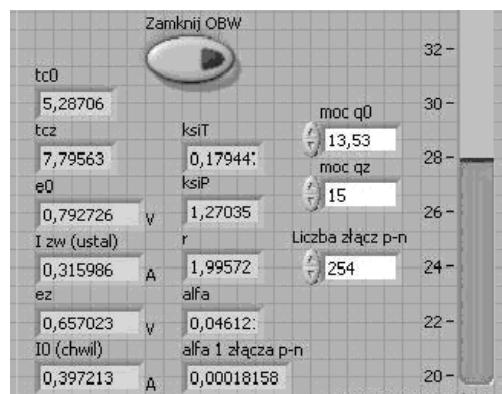 Zamknij OBW
tc0
5,28706
tcz
7,79563
e0
0,792726 V
I zw (ustal)
0,315986 A
ez
0,657023 V
I0 (chwil)
0,397213 A
ksiT
0,17944
ksiP
1,27035
r
1,99572
alfa
0,04612
alfa 1 złącza p-n
0,00018158
moc q0
13,53
moc qz
15
Liczba złącz p-n
254
32
30
28
26
24
22
20